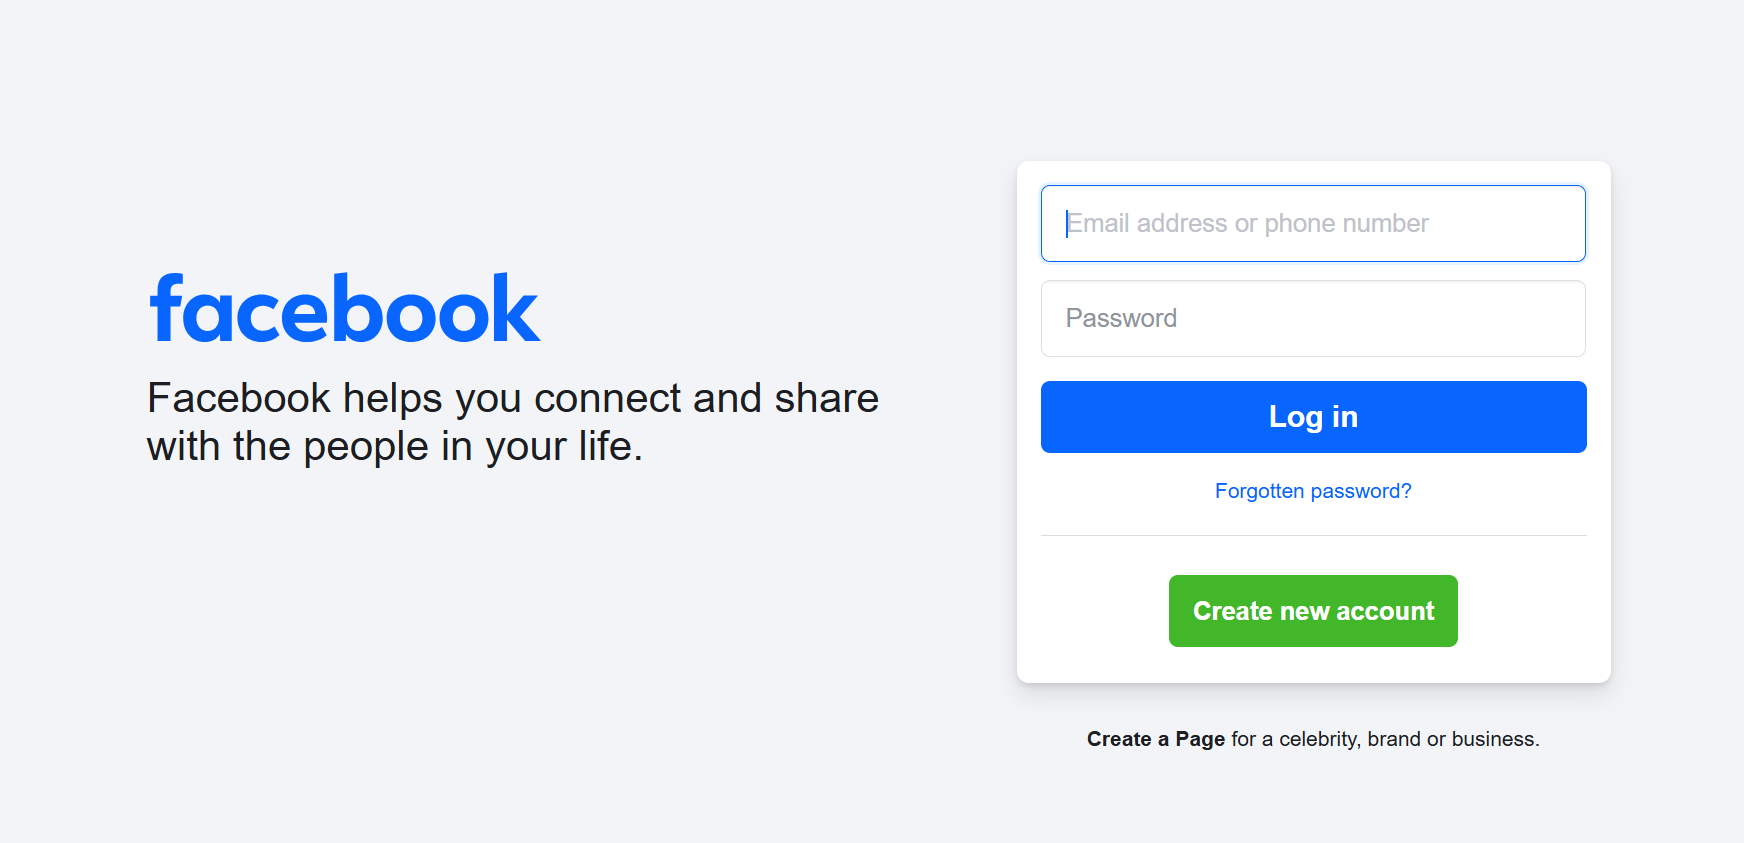 facebook
Facebook helps you connect and share
with the people in your life.
Email address or phone number
Password
Log in
Forgotten password?
Create new account
Create a Page for a celebrity, brand or business.